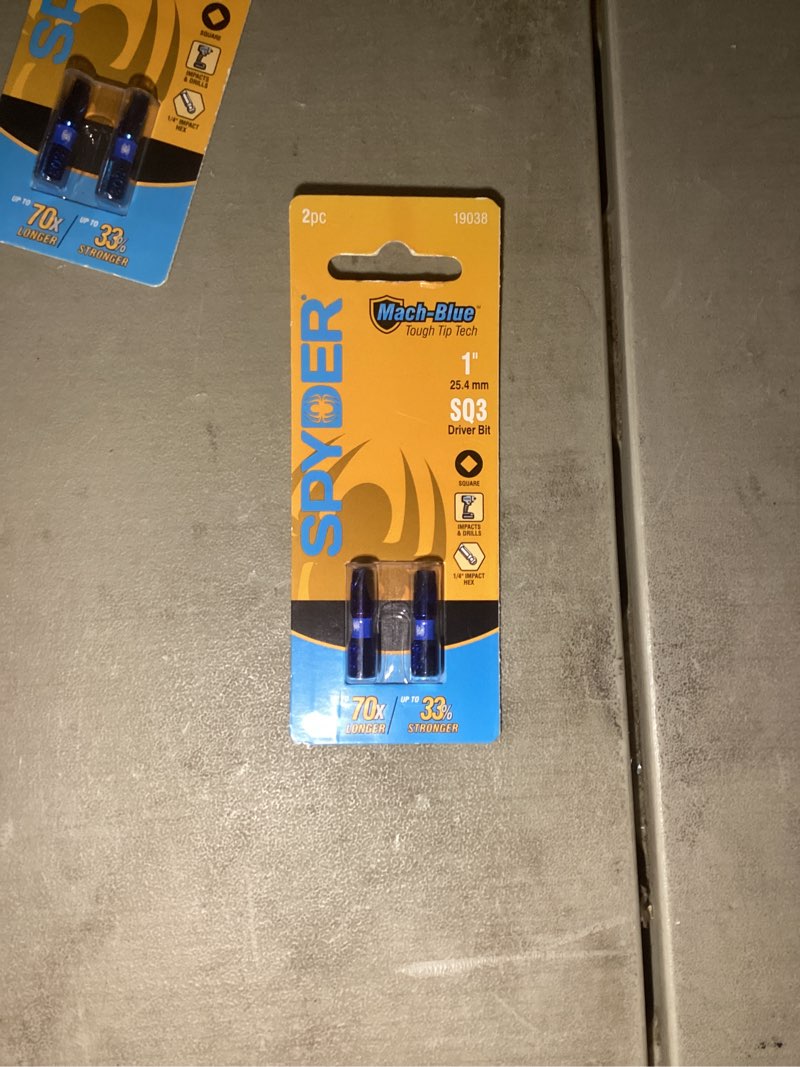 SP
SQUARE
IMPACTS
& DRILLS
1/4" IMPACT
HEX
UP TO 70x
LONGER
UP TO 33%
STRONGER
2pc
19038
SPYDER
Mach-Blue™
Tough Tip Tech
1"
25.4 mm
SQ3
Driver Bit
SQUARE
IMPACTS
& DRILLS
1/4" IMPACT
HEX
70x
LONGER
UP TO 33%
STRONGER